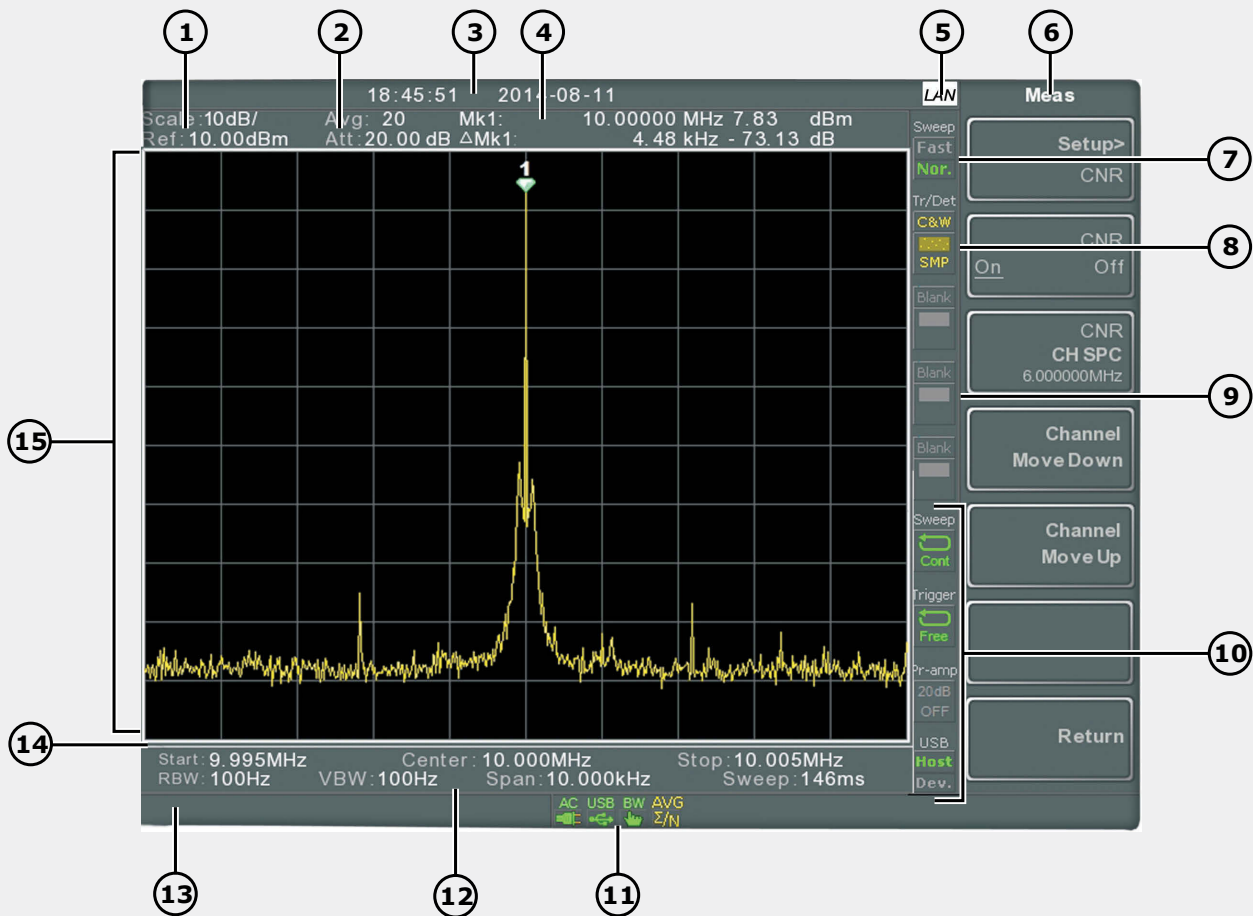 1 2 3 4 5 6
18:45:51 2014-08-11 LAN Meas
Scale:10dB/ Avg: 20 Mk1: 10.00000 MHz 7.83 dBm
Ref:10.00dBm Att:20.00 dB △Mk1: 4.48 kHz - 73.13 dB
1
Sweep
Fast
Nor.
Tr/Det
C&W
SMP
Blank
Blank
Blank
Sweep
Cont
Trigger
Free
Pr-amp
20dB
OFF
USB
Host
Dev.
Setup>
CNR
CNR
On Off
CNR
CH SPC
6.000000MHz
Channel
Move Down
Channel
Move Up
Return
7
8
9
10
15
14
Start:9.995MHz Center:10.000MHz Stop:10.005MHz
RBW:100Hz VBW:100Hz Span:10.000kHz Sweep:146ms
AC USB BW AVG
Σ/N
13 12 11